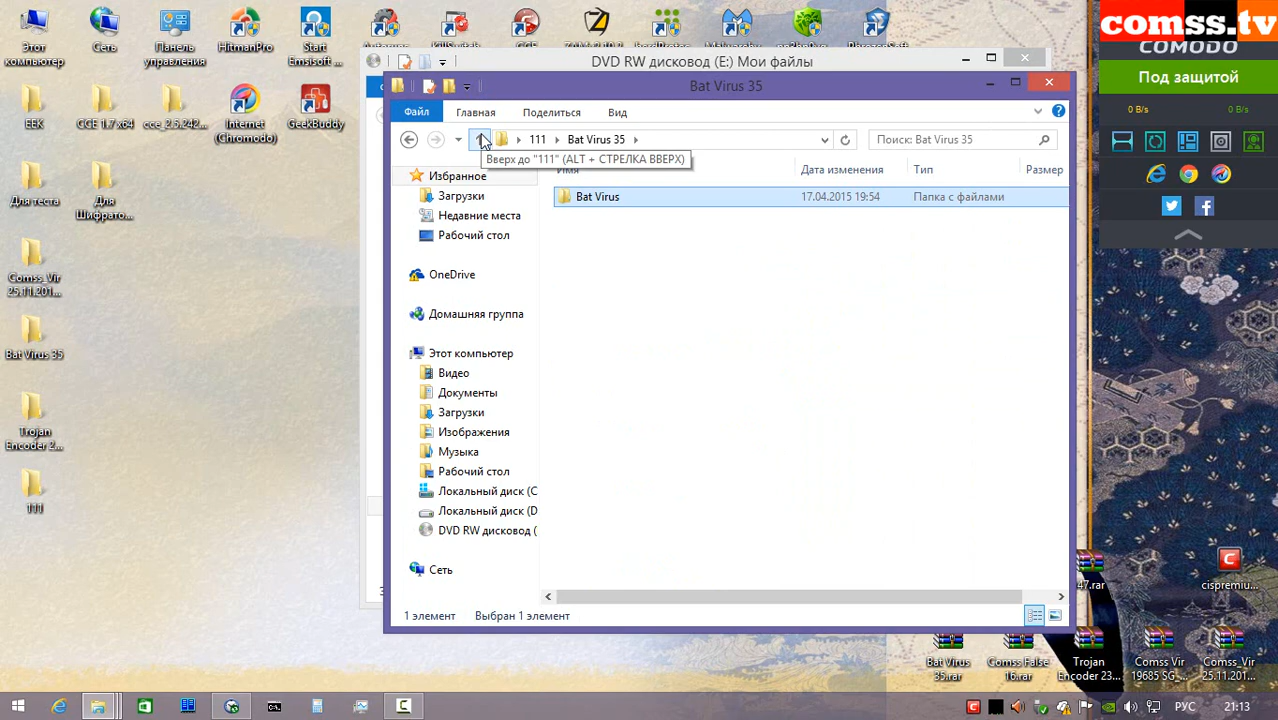 Этот компьютер
Сеть
Панель управления
HitmanPro
Start Emsisoft ...
comss.tv
COMODO
Под защитой
0 B/s
0 B/s
EEK
CCE 1.7 x64
cce_2.5.242...
Internet (Chromodo)
GeekBuddy
Для теста
Для Шифрато...
Comss_Vir 25.11.201...
Bat Virus 35
Trojan Encoder 2...
111
DVD RW дисковод (E:) Мои файлы
Bat Virus 35
Файл
Главная
Поделиться
Вид
111
Bat Virus 35
Поиск: Bat Virus 35
Вверх до "111" (ALT + СТРЕЛКА ВВЕРХ)
Имя
Дата изменения
Тип
Размер
Bat Virus
17.04.2015 19:54
Папка с файлами
Избранное
Загрузки
Недавние места
Рабочий стол
OneDrive
Домашняя группа
Этот компьютер
Видео
Документы
Загрузки
Изображения
Музыка
Рабочий стол
Локальный диск (C
Локальный диск (D
DVD RW дисковод (
Сеть
1 элемент
Выбран 1 элемент
47.rar
cispremiu...
Bat Virus 35.rar
Comss False 16.rar
Trojan Encoder 23...
Comss Vir 19685 SG_...
Comss_Vir 25.11.201...
РУС
21:13